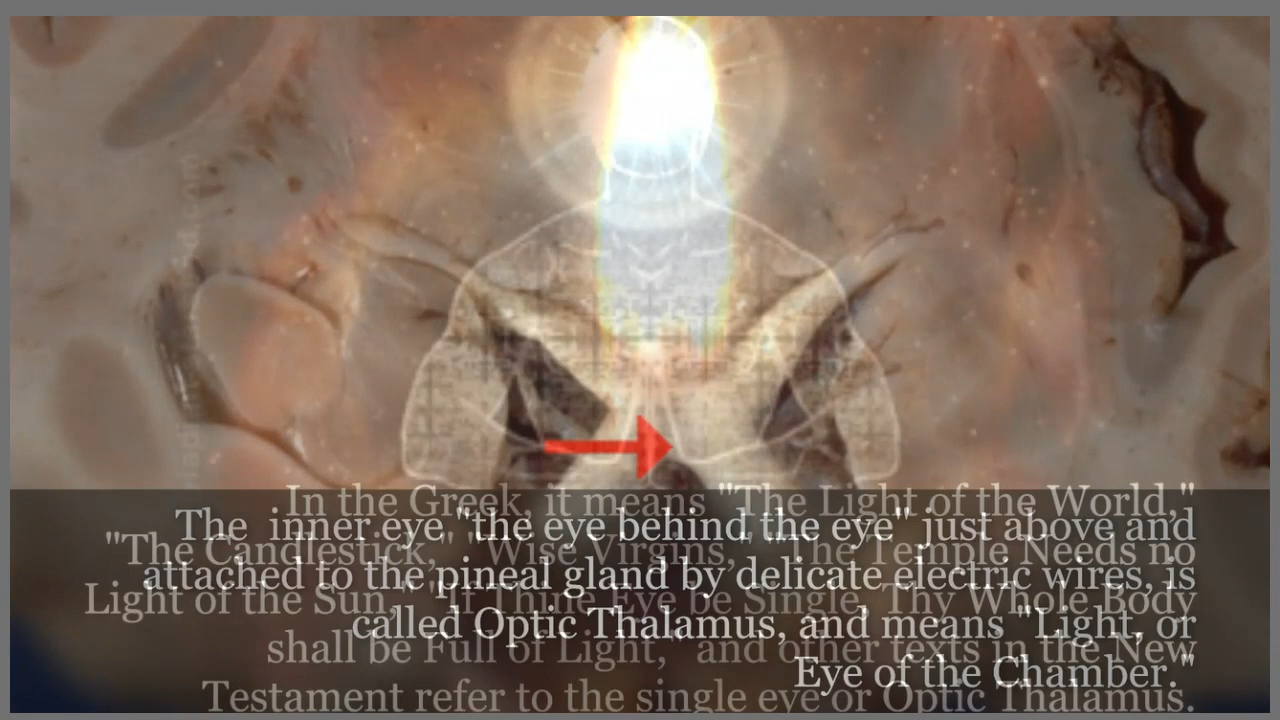 The inner eye "the eye behind the eye" just above and
attached to the pineal gland by delicate electric wires, is
called Optic Thalamus, and means "Light, or
Eye of the Chamber."
In the Greek, it means "The Light of the World,"
"The Candlestick," "Wise Virgins," "The Temple Needs no
Light of the Sun," "If Thine Eye be Single, Thy Whole Body
shall be Full of Light," and other texts in the New
Testament refer to the single eye or Optic Thalamus.